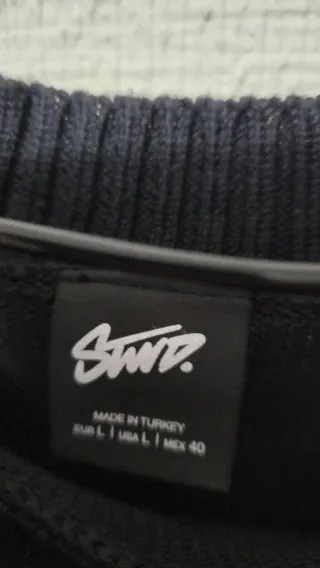 STWD.
MADE IN TURKEY
EUR L | USA L | MEX 40